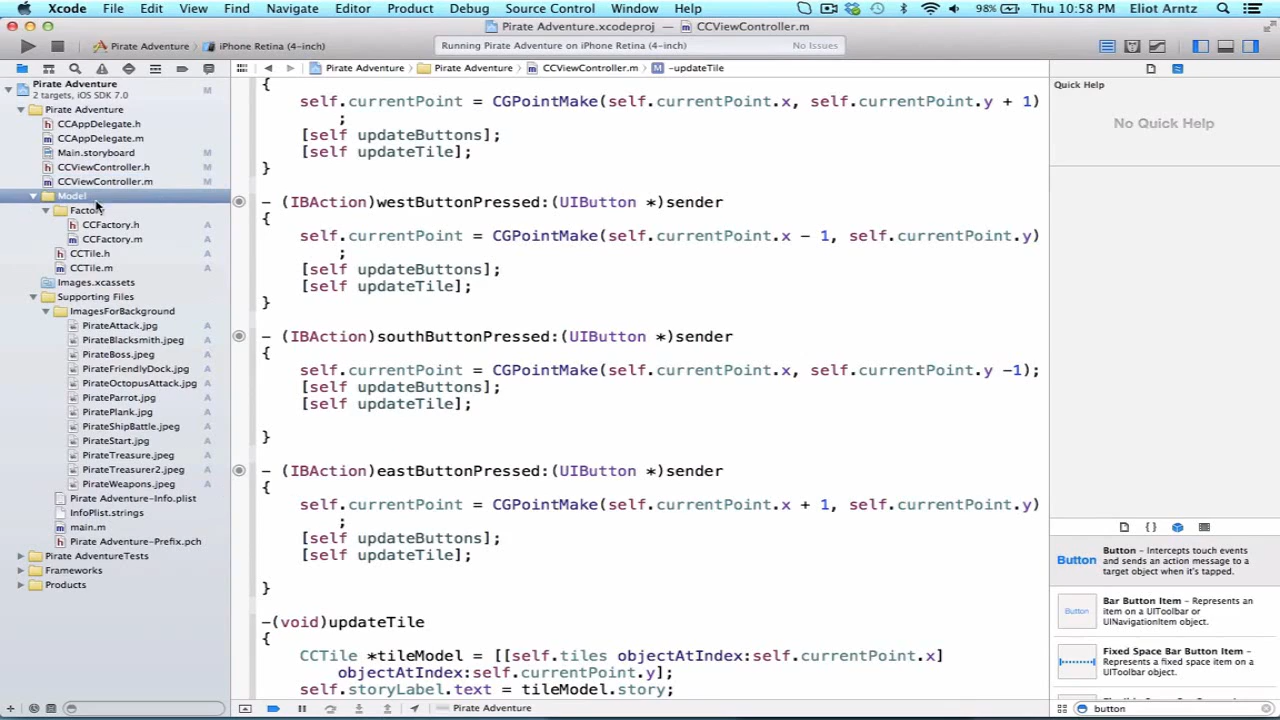 Xcode File Edit View Find Navigate Editor Product Debug Source Control Window Help 98% Thu 10:58 PM Eliot Arntz
Pirate Adventure.xcodeproj — CCViewController.m
Pirate Adventure iPhone Retina (4-inch) Running Pirate Adventure on iPhone Retina (4-inch) No Issues
Pirate Adventure Pirate Adventure CCViewController.m M -updateTile
Pirate Adventure M
2 targets, iOS SDK 7.0
Pirate Adventure
CCAppDelegate.h
CCAppDelegate.m
Main.storyboard M
CCViewController.h M
CCViewController.m M
Model
Factory
CCFactory.h A
CCFactory.m A
CCTile.h A
CCTile.m A
Images.xcassets
Supporting Files
ImagesForBackground
PirateAttack.jpg A
PirateBlacksmith.jpeg A
PirateBoss.jpeg A
PirateFriendlyDock.jpg A
PirateOctopusAttack.jpg A
PirateParrot.jpg A
PiratePlank.jpg A
PirateShipBattle.jpeg A
PirateStart.jpg A
PirateTreasure.jpeg A
PirateTreasurer2.jpeg A
PirateWeapons.jpeg A
Pirate Adventure-Info.plist
InfoPlist.strings
main.m
Pirate Adventure-Prefix.pch
Pirate AdventureTests
Frameworks
Products
{
self.currentPoint = CGPointMake(self.currentPoint.x, self.currentPoint.y + 1)
;
[self updateButtons];
[self updateTile];
}
- (IBAction)westButtonPressed:(UIButton *)sender
{
self.currentPoint = CGPointMake(self.currentPoint.x - 1, self.currentPoint.y)
;
[self updateButtons];
[self updateTile];
}
- (IBAction)southButtonPressed:(UIButton *)sender
{
self.currentPoint = CGPointMake(self.currentPoint.x, self.currentPoint.y -1);
[self updateButtons];
[self updateTile];
}
- (IBAction)eastButtonPressed:(UIButton *)sender
{
self.currentPoint = CGPointMake(self.currentPoint.x + 1, self.currentPoint.y)
;
[self updateButtons];
[self updateTile];
}
-(void)updateTile
{
CCTile *tileModel = [[self.tiles objectAtIndex:self.currentPoint.x]
objectAtIndex:self.currentPoint.y];
self.storyLabel.text = tileModel.story;
Pirate Adventure
Quick Help
No Quick Help
Button
Button – Intercepts touch events
and sends an action message to a
target object when it's tapped.
Button
Bar Button Item – Represents an
item on a UIToolbar or
UINavigationItem object.
Fixed Space Bar Button Item –
Represents a fixed space item on a
UIToolbar object.
button